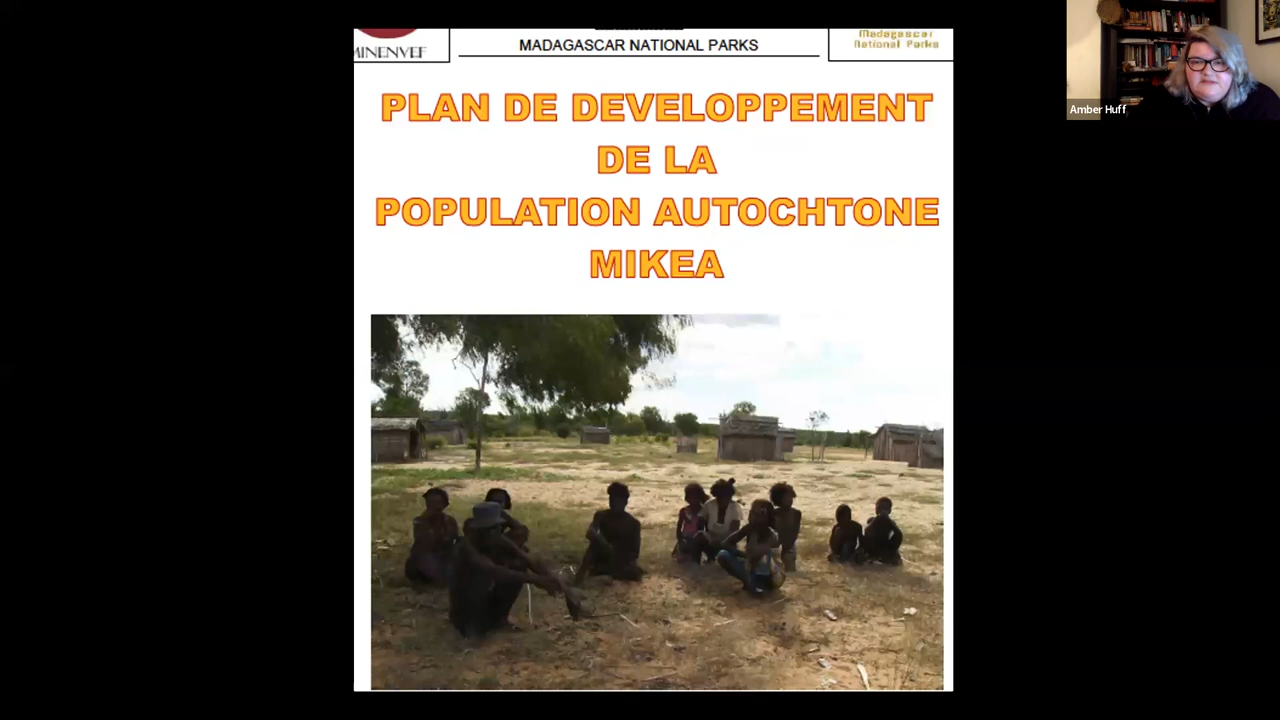 MINENVEF
MADAGASCAR NATIONAL PARKS
Madagascar
National Parks
PLAN DE DEVELOPPEMENT
DE LA
POPULATION AUTOCHTONE
MIKEA
Amber Huff